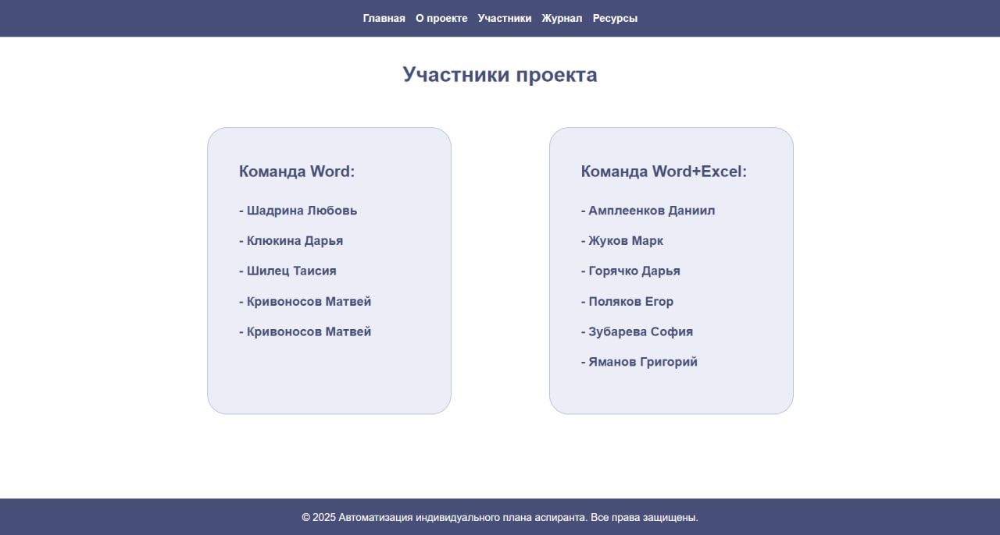 Главная О проекте Участники Журнал Ресурсы
Участники проекта
Команда Word:
- Шадрина Любовь
- Клюкина Дарья
- Шилец Таисия
- Кривоносов Матвей
- Кривоносов Матвей
Команда Word+Excel:
- Амплеенков Даниил
- Жуков Марк
- Горячко Дарья
- Поляков Егор
- Зубарева София
- Яманов Григорий
© 2025 Автоматизация индивидуального плана аспиранта. Все права защищены.